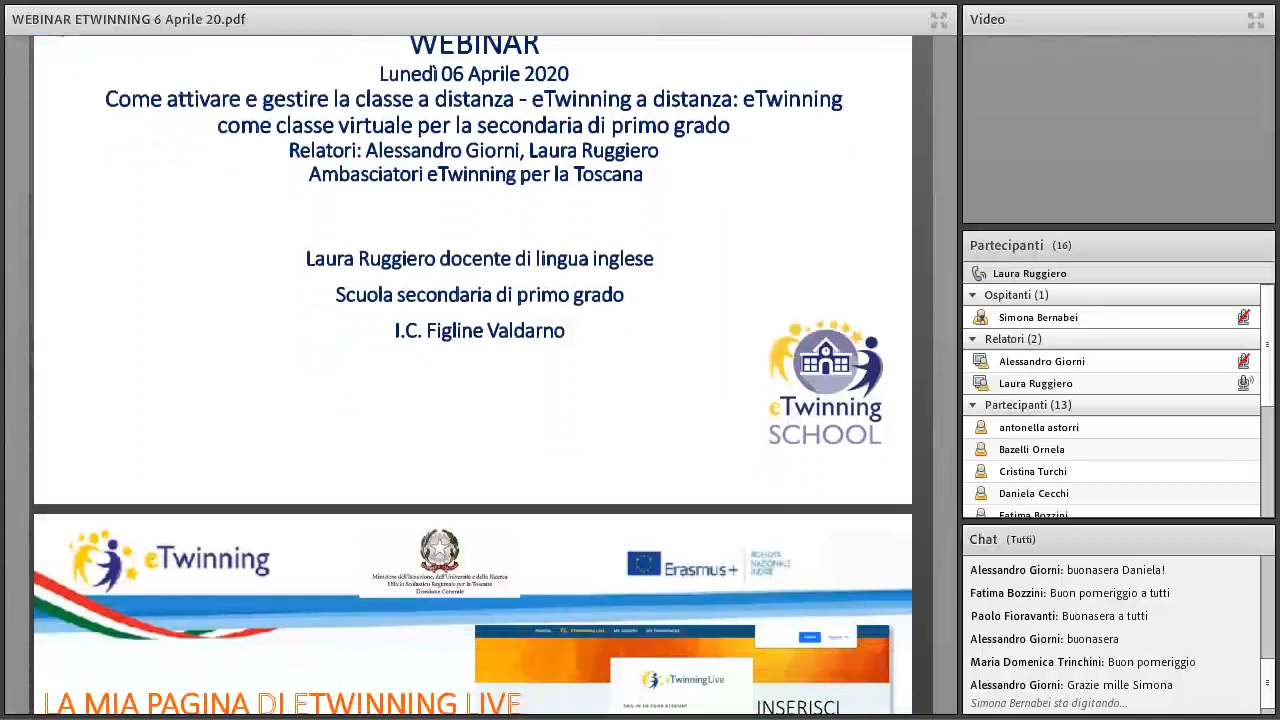 WEBINAR ETWINNING 6 Aprile 20.pdf
WEBINAR
Lunedì 06 Aprile 2020
Come attivare e gestire la classe a distanza - eTwinning a distanza: eTwinning
come classe virtuale per la secondaria di primo grado
Relatori: Alessandro Giorni, Laura Ruggiero
Ambasciatori eTwinning per la Toscana
Laura Ruggiero docente di lingua inglese
Scuola secondaria di primo grado
I.C. Figline Valdarno
eTwinning
SCHOOL
eTwinning
Ministero dell'Istruzione, dell'Università e della Ricerca
Ufficio Scolastico Regionale per la Toscana
Direzione Generale
Erasmus+
eTwinning Live
LA MIA PAGINA DI ETWINNING LIVE
INSERISCI
Video
Partecipanti (16)
Laura Ruggiero
Ospitanti (1)
Simona Bernabei
Relatori (2)
Alessandro Giorni
Laura Ruggiero
Partecipanti (13)
antonella astorri
Bazelli Ornela
Cristina Turchi
Daniela Cecchi
Fatima Bozzini
Chat (Tutti)
Alessandro Giorni: buonasera Daniela!
Fatima Bozzini: Buon pomeriggio a tutti
Paolo Fioravanti: Buonasera a tutti
Alessandro Giorni: buonasera
Maria Domenica Trinchini: Buon pomeriggio
Alessandro Giorni: Grazie mille Simona
Simona Bernabei sta digitando...